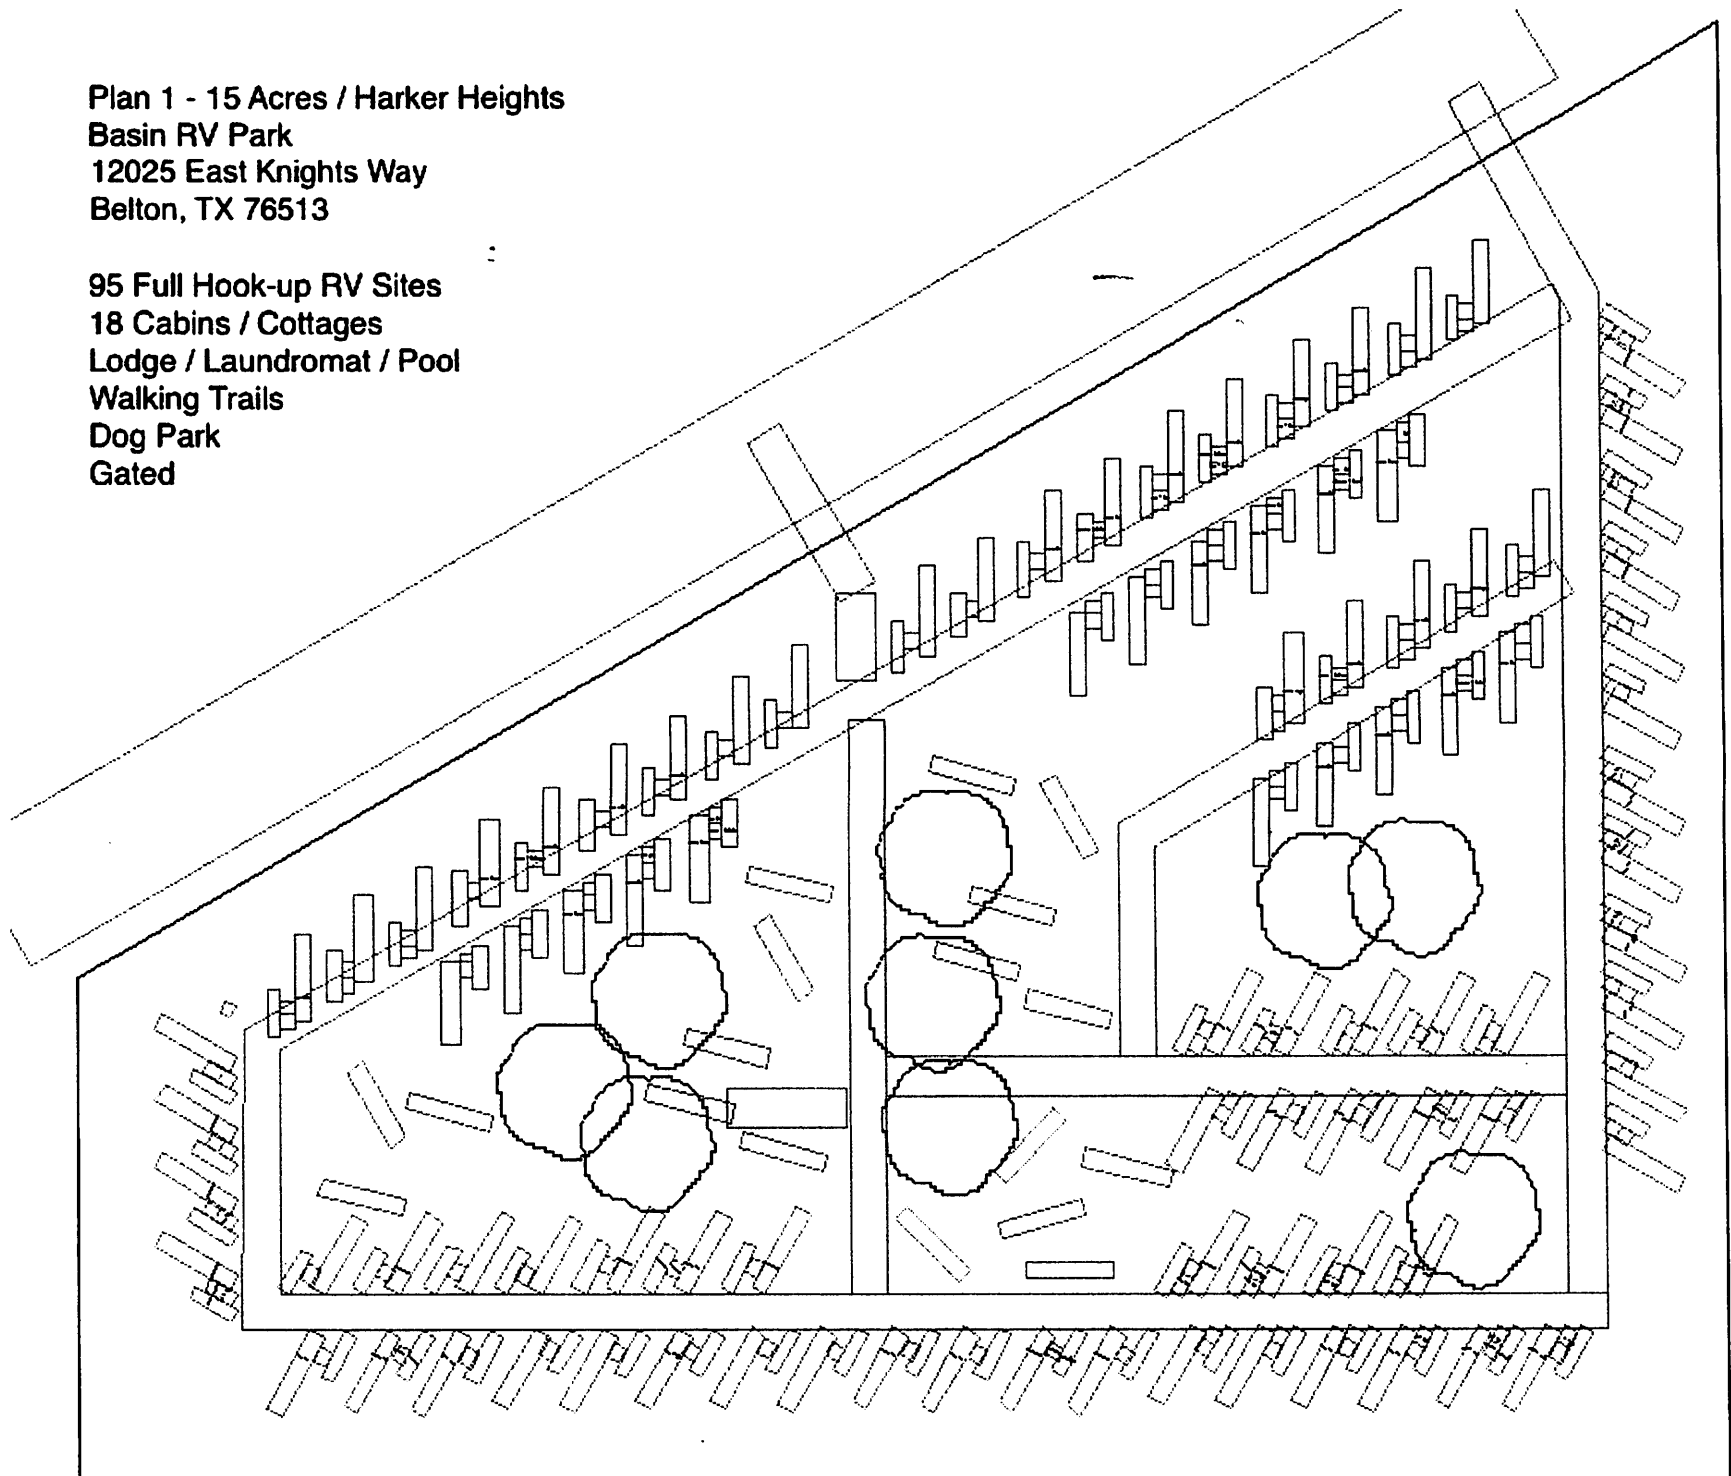 Plan 1 - 15 Acres / Harker Heights
Basin RV Park
12025 East Knights Way
Belton, TX 76513
95 Full Hook-up RV Sites
18 Cabins / Cottages
Lodge / Laundromat / Pool
Walking Trails
Dog Park
Gated